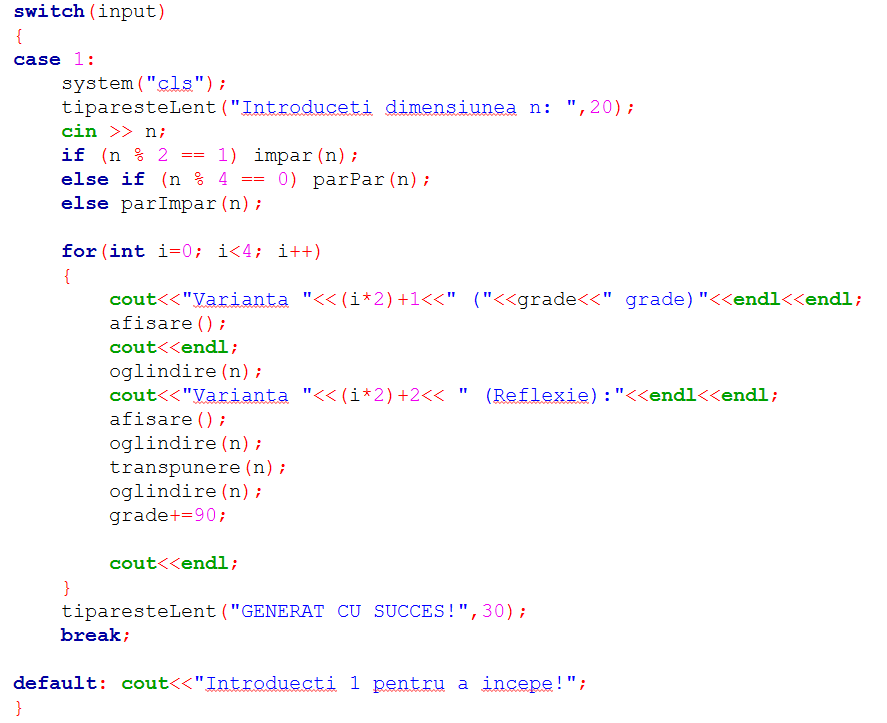 switch(input)
{
case 1:
    system("cls");
    tiparesteLent("Introduceti dimensiunea n: ",20);
    cin >> n;
    if (n % 2 == 1) impar(n);
    else if (n % 4 == 0) parPar(n);
    else parImpar(n);

    for(int i=0; i<4; i++)
    {
        cout<<"Varianta "<<(i*2)+1<<" ("<<grade<<" grade)"<<endl<<endl;
        afisare();
        cout<<endl;
        oglindire(n);
        cout<<"Varianta "<<(i*2)+2<< " (Reflexie):"<<endl<<endl;
        afisare();
        oglindire(n);
        transpunere(n);
        oglindire(n);
        grade+=90;

        cout<<endl;
    }
    tiparesteLent("GENERAT CU SUCCES!",30);
    break;

default: cout<<"Introduecti 1 pentru a incepe!";
}